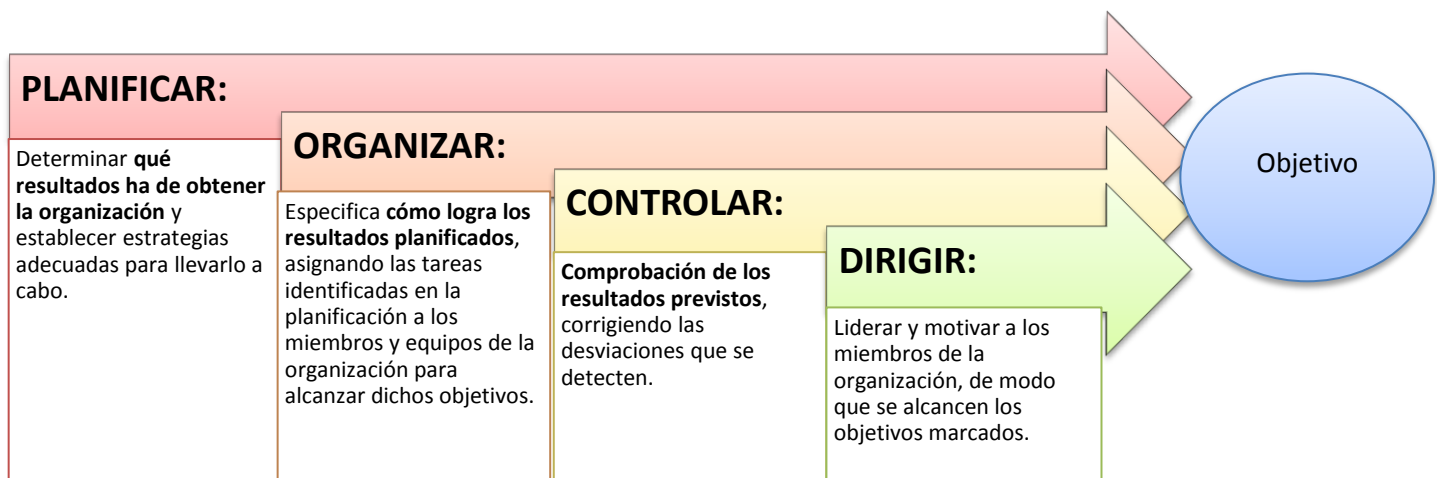 PLANIFICAR:
Determinar qué
resultados ha de obtener
la organización y
establecer estrategias
adecuadas para llevarlo a
cabo.
ORGANIZAR:
Especifica cómo logra los
resultados planificados,
asignando las tareas
identificadas en la
planificación a los
miembros y equipos de la
organización para
alcanzar dichos objetivos.
CONTROLAR:
Comprobación de los
resultados previstos,
corrigiendo las
desviaciones que se
detecten.
DIRIGIR:
Liderar y motivar a los
miembros de la
organización, de modo
que se alcancen los
objetivos marcados.
Objetivo